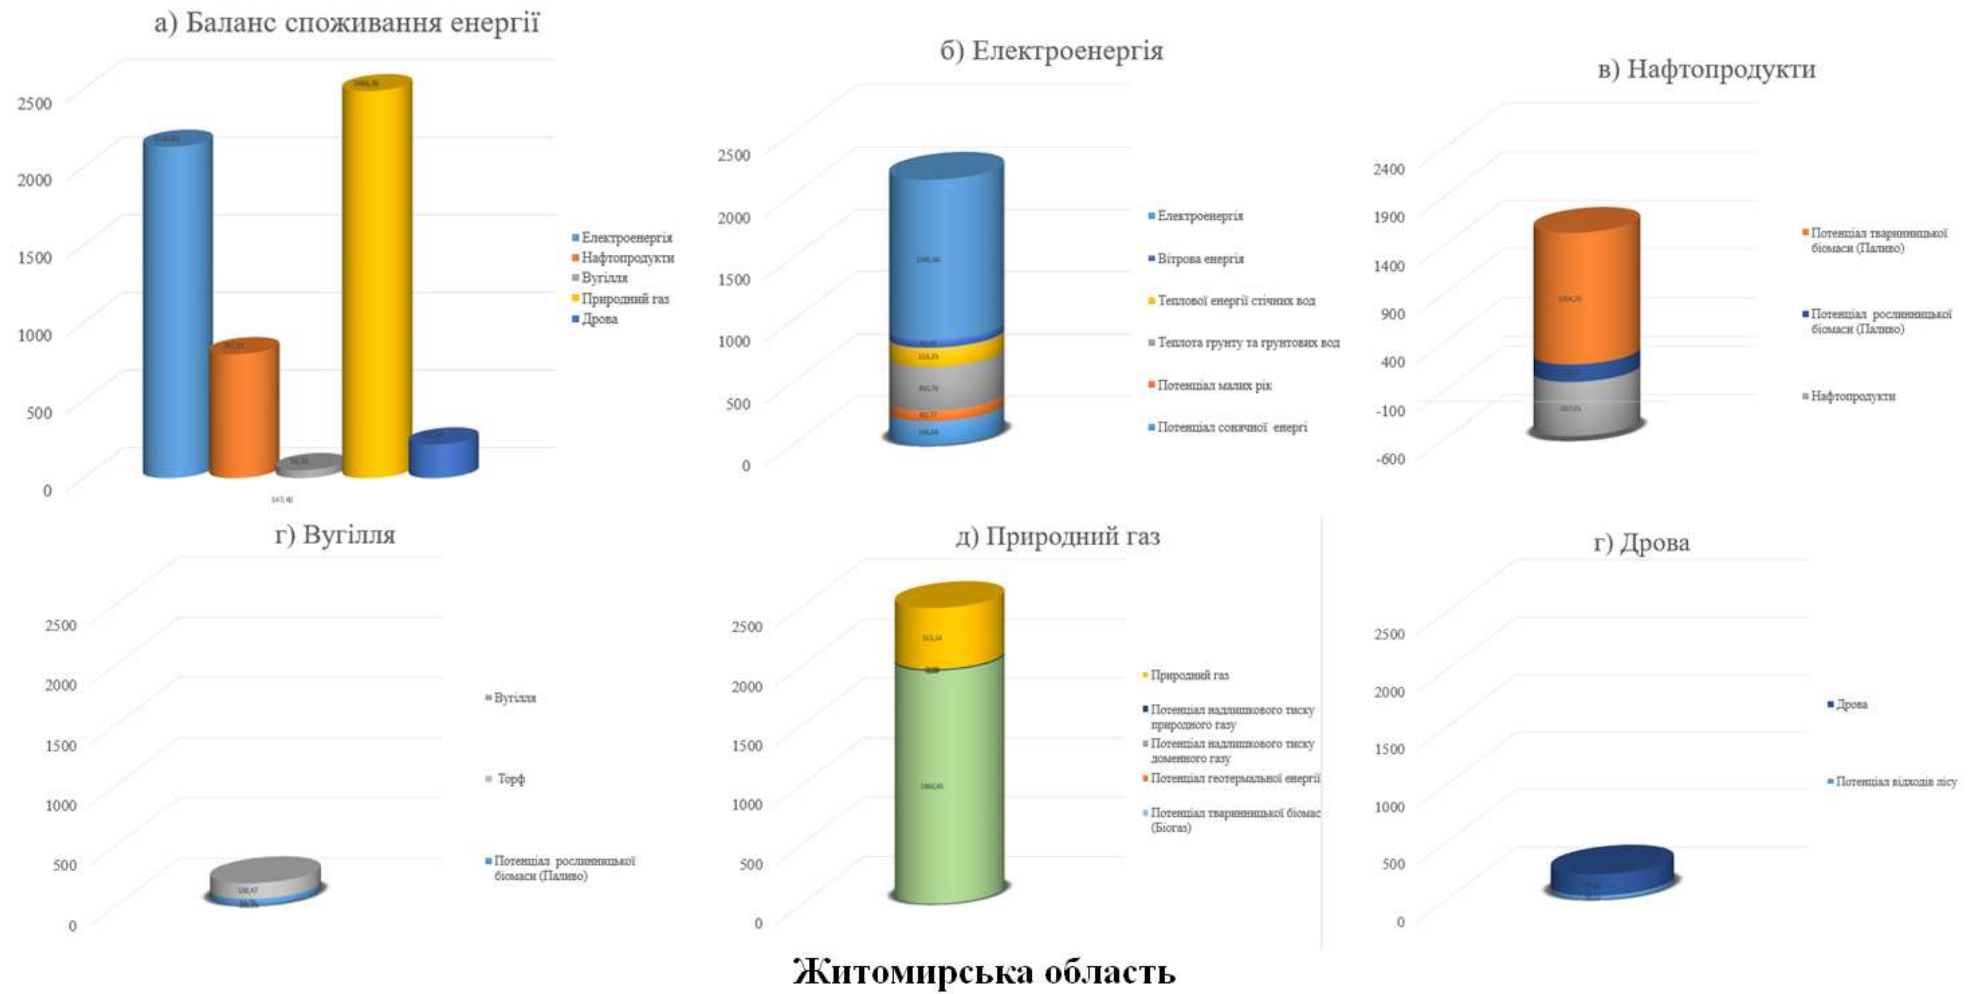 а) Баланс споживання енергії
2500
2000
1500
1000
500
0
147,41
Електроенергія
Нафтопродукти
Вугілля
Природний газ
Дрова
б) Електроенергія
2500
2000
1500
1000
500
0
Електроенергія
Вітрова енергія
Теплової енергії стічних вод
Теплота грунту та грунтових вод
Потенціал малих рік
Потенціал сонячної енергі
в) Нафтопродукти
2400
1900
1400
900
400
-100
-600
Потенціал тваринницької
біомаси (Паливо)
Потенціал рослинницької
біомаси (Паливо)
Нафтопродукти
г) Вугілля
2500
2000
1500
1000
500
0
Вугілля
Торф
Потенціал рослинницької
біомаси (Паливо)
д) Природний газ
2500
2000
1500
1000
500
0
Природний газ
Потенціал надлишкового тиску
природного газу
Потенціал надлишкового тиску
доменного газу
Потенціал геотермальної енергії
Потенціал тваринницької біомас
(Біогаз)
г) Дрова
2500
2000
1500
1000
500
0
Дрова
Потенціал відходів лісу
Житомирська область